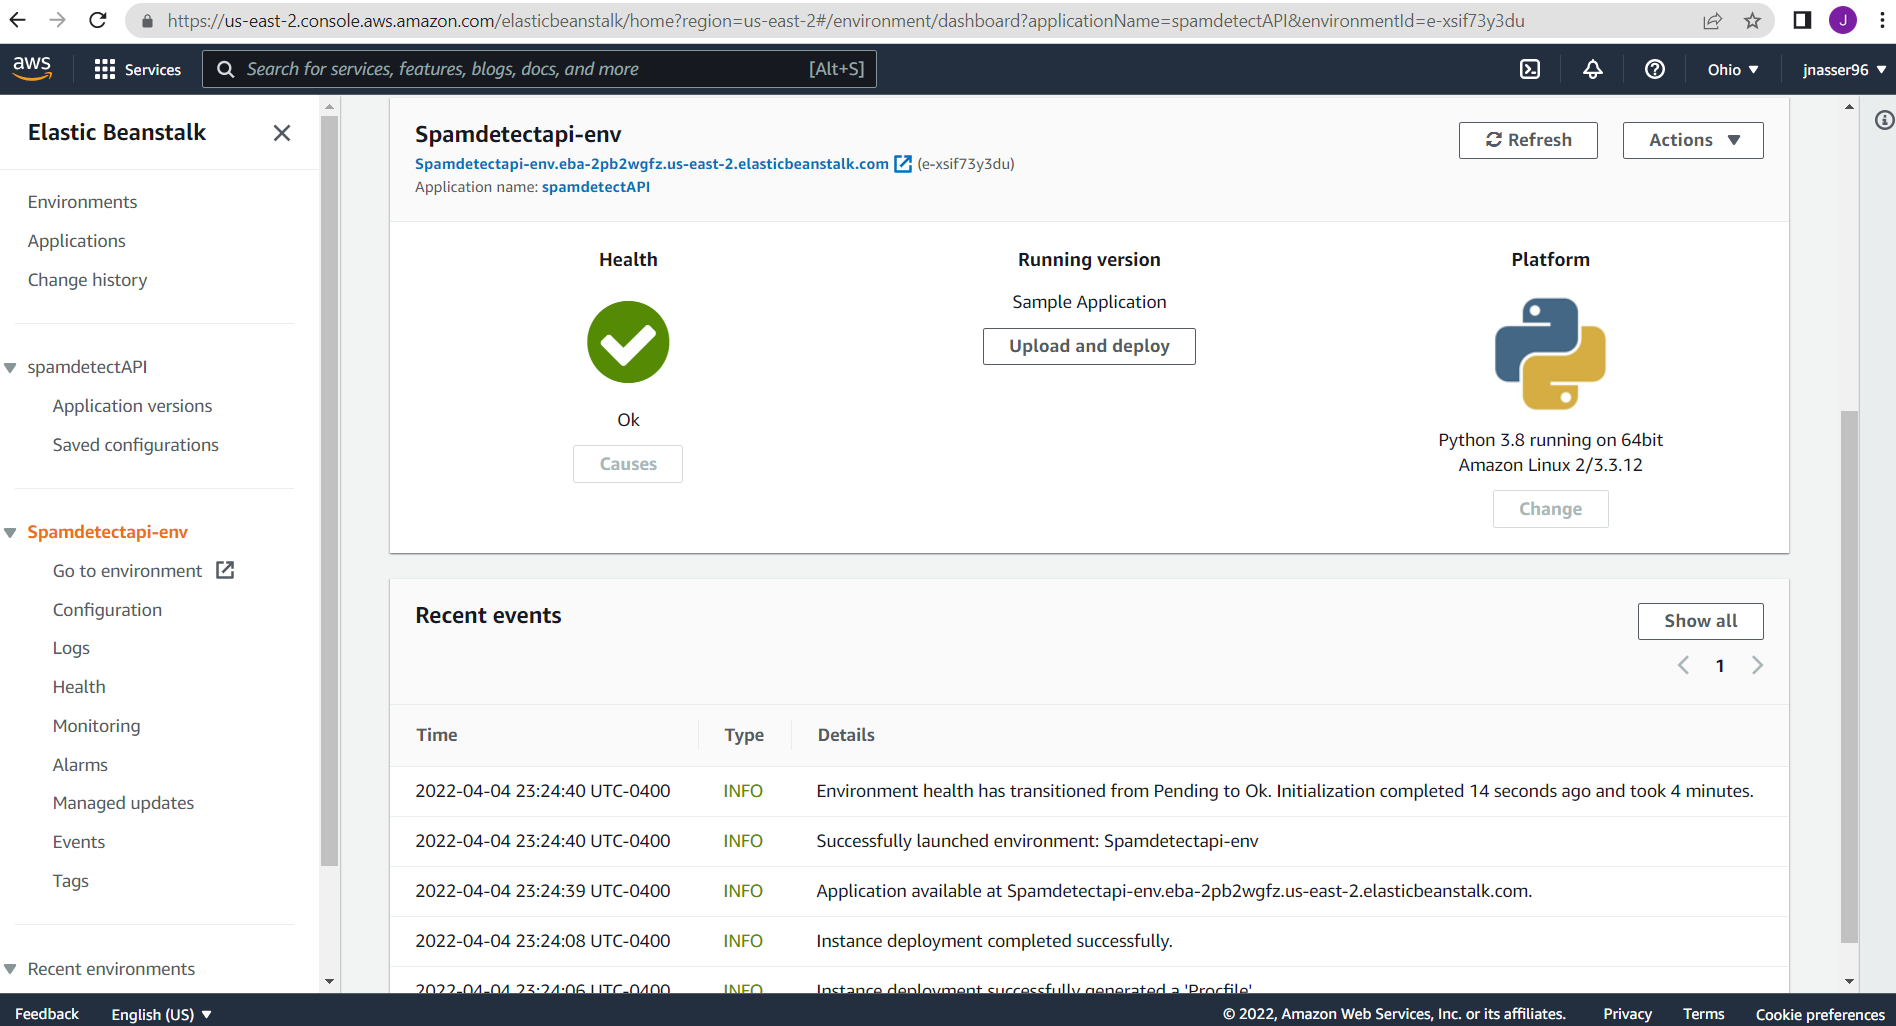 https://us-east-2.console.aws.amazon.com/elasticbeanstalk/home?region=us-east-2#/environment/dashboard?applicationName=spamdetectAPI&environmentId=e-xsif73y3du
J
aws
Services
Search for services, features, blogs, docs, and more
[Alt+S]
Ohio ▼
jnasser96 ▼
Elastic Beanstalk
Environments
Applications
Change history
spamdetectAPI
Application versions
Saved configurations
Spamdetectapi-env
Go to environment
Configuration
Logs
Health
Monitoring
Alarms
Managed updates
Events
Tags
Recent environments
Spamdetectapi-env
Spamdetectapi-env.eba-2pb2wgfz.us-east-2.elasticbeanstalk.com (e-xsif73y3du)
Application name: spamdetectAPI
Refresh
Actions ▼
Health
Ok
Causes
Running version
Sample Application
Upload and deploy
Platform
Python 3.8 running on 64bit
Amazon Linux 2/3.3.12
Change
Recent events
Show all
1
Time Type Details
2022-04-04 23:24:40 UTC-0400 INFO Environment health has transitioned from Pending to Ok. Initialization completed 14 seconds ago and took 4 minutes.
2022-04-04 23:24:40 UTC-0400 INFO Successfully launched environment: Spamdetectapi-env
2022-04-04 23:24:39 UTC-0400 INFO Application available at Spamdetectapi-env.eba-2pb2wgfz.us-east-2.elasticbeanstalk.com.
2022-04-04 23:24:08 UTC-0400 INFO Instance deployment completed successfully.
2022-04-04 23:24:06 UTC-0400 INFO Instance deployment successfully generated a 'Procfile'
Feedback
English (US) ▼
© 2022, Amazon Web Services, Inc. or its affiliates.
Privacy
Terms
Cookie preferences